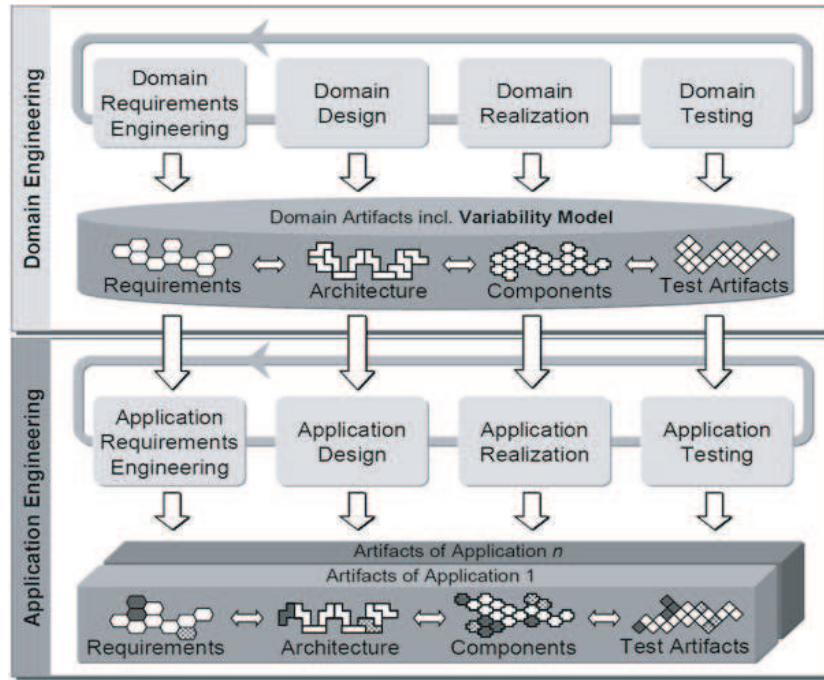 Domain Engineering
Domain
Requirements
Engineering
Domain
Design
Domain
Realization
Domain
Testing
Domain Artifacts incl. Variability Model
Requirements
Architecture
Components
Test Artifacts
Application Engineering
Application
Requirements
Engineering
Application
Design
Application
Realization
Application
Testing
Artifacts of Application n
Artifacts of Application 1
Requirements
Architecture
Components
Test Artifacts